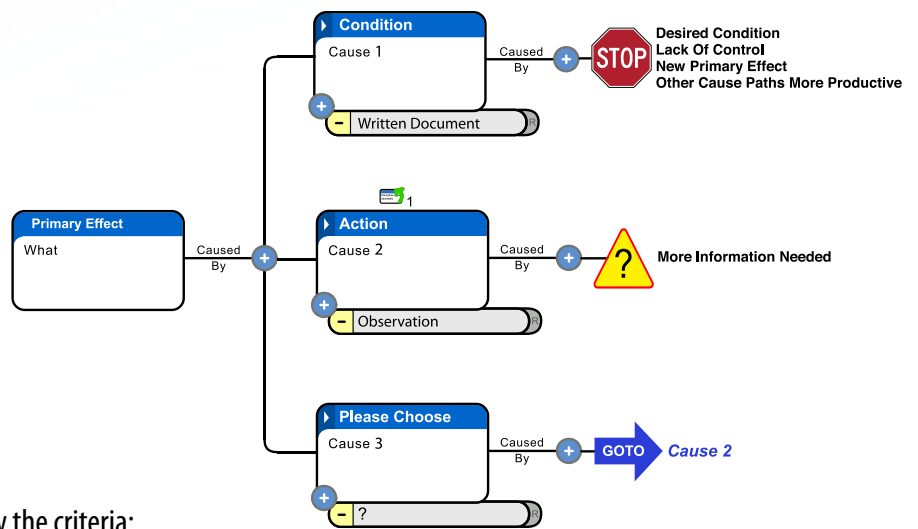 Condition
Cause 1
Written Document
R
Caused
By
STOP
Desired Condition
Lack Of Control
New Primary Effect
Other Cause Paths More Productive
Primary Effect
What
Caused
By
1
Action
Cause 2
Observation
R
Caused
By
?
More Information Needed
Please Choose
Cause 3
?
R
Caused
By
GOTO
Cause 2
the criteria: